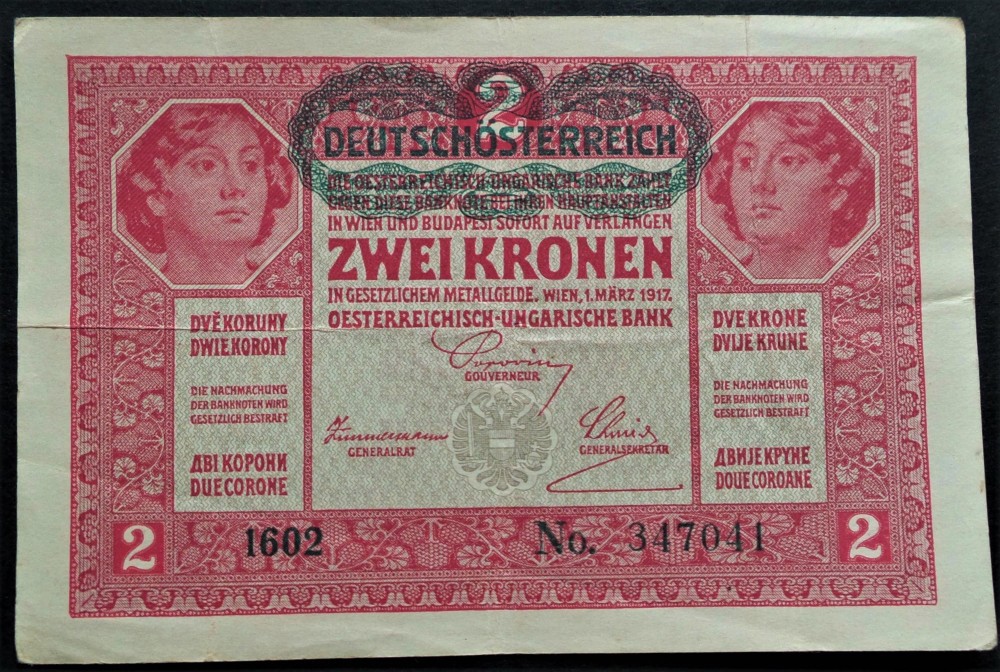 2
DEUTSCHÖSTERREICH
DIE OESTERREICHISCH-UNGARISCHE BANK ZAHLT
GEGEN DIESE BANKNOTE BEI IHREN HAUPTANSTALTEN
IN WIEN UND BUDAPEST SOFORT AUF VERLANGEN
ZWEI KRONEN
IN GESETZLICHEM METALLGELDE. WIEN, 1. MÄRZ 1917.
OESTERREICHISCH-UNGARISCHE BANK
DVĚ KORUNY
DWIE KORONY
DIE NACHMACHUNG
DER BANKNOTEN WIRD
GESETZLICH BESTRAFT
ДВІ КОРОНИ
DUE CORONE
Popovics
GOUVERNEUR
Zimmermann
GENERALRAT
GENERALSEKRETÄR
DVE KRONE
DVIJE KRUNE
DIE NACHMACHUNG
DER BANKNOTEN WIRD
GESETZLICH BESTRAFT
ДВИЈЕ КРУНЕ
DOUE COROANE
2
1602
No. 347041
2